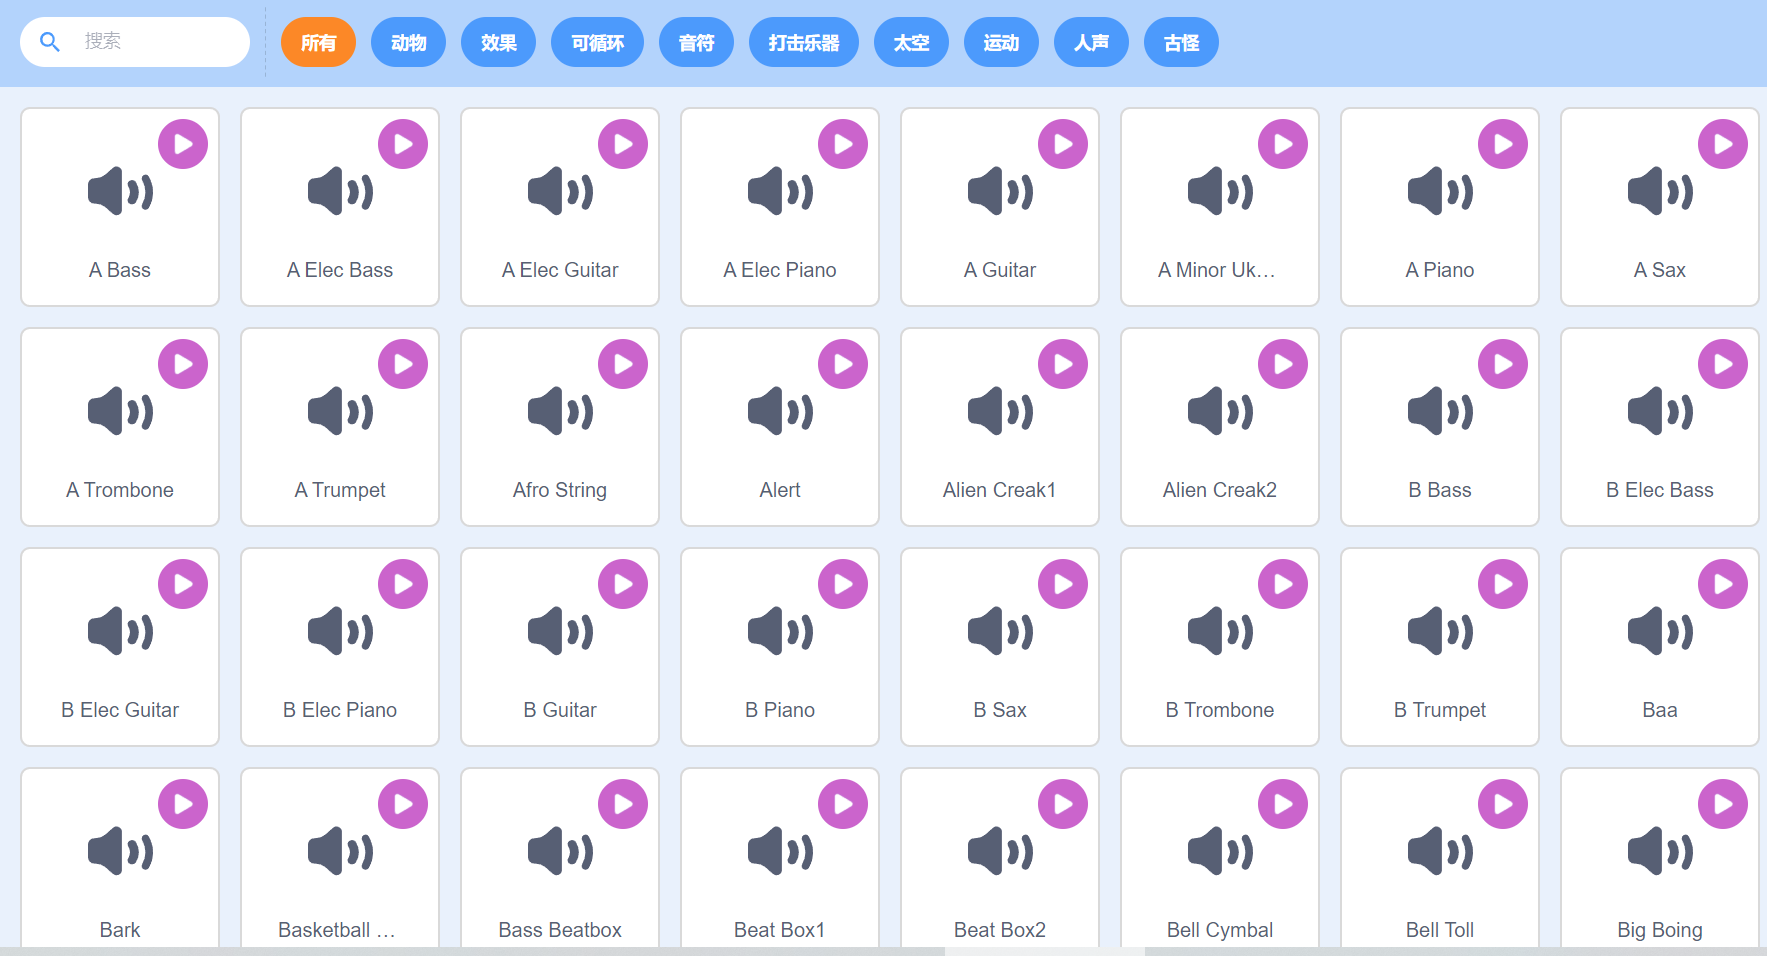 搜索 所有 动物 效果 可循环 音符 打击乐器 太空 运动 人声 古怪
A Bass A Elec Bass A Elec Guitar A Elec Piano A Guitar A Minor Uk… A Piano A Sax
A Trombone A Trumpet Afro String Alert Alien Creak1 Alien Creak2 B Bass B Elec Bass
B Elec Guitar B Elec Piano B Guitar B Piano B Sax B Trombone B Trumpet Baa
Bark Basketball … Bass Beatbox Beat Box1 Beat Box2 Bell Cymbal Bell Toll Big Boing